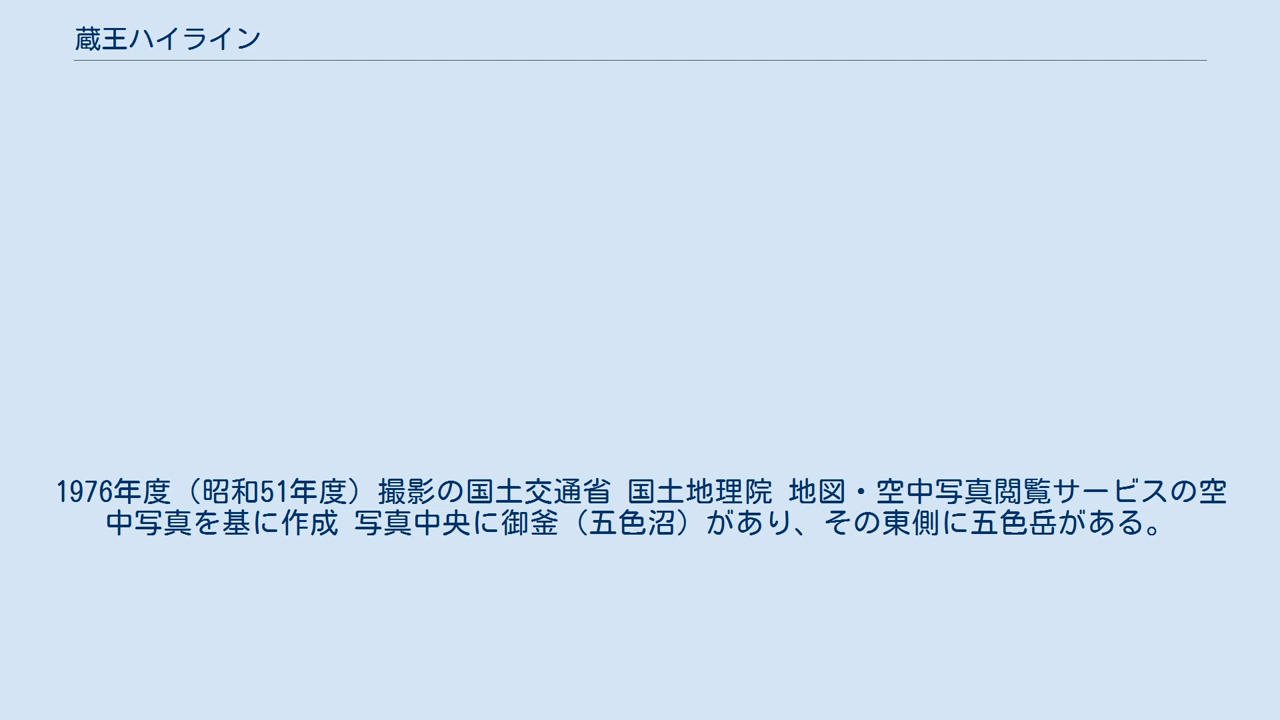 蔵王ハイライン
1976年度（昭和51年度）撮影の国土交通省 国土地理院 地図・空中写真閲覧サービスの空
中写真を基に作成 写真中央に御釜（五色沼）があり、その東側に五色岳がある。